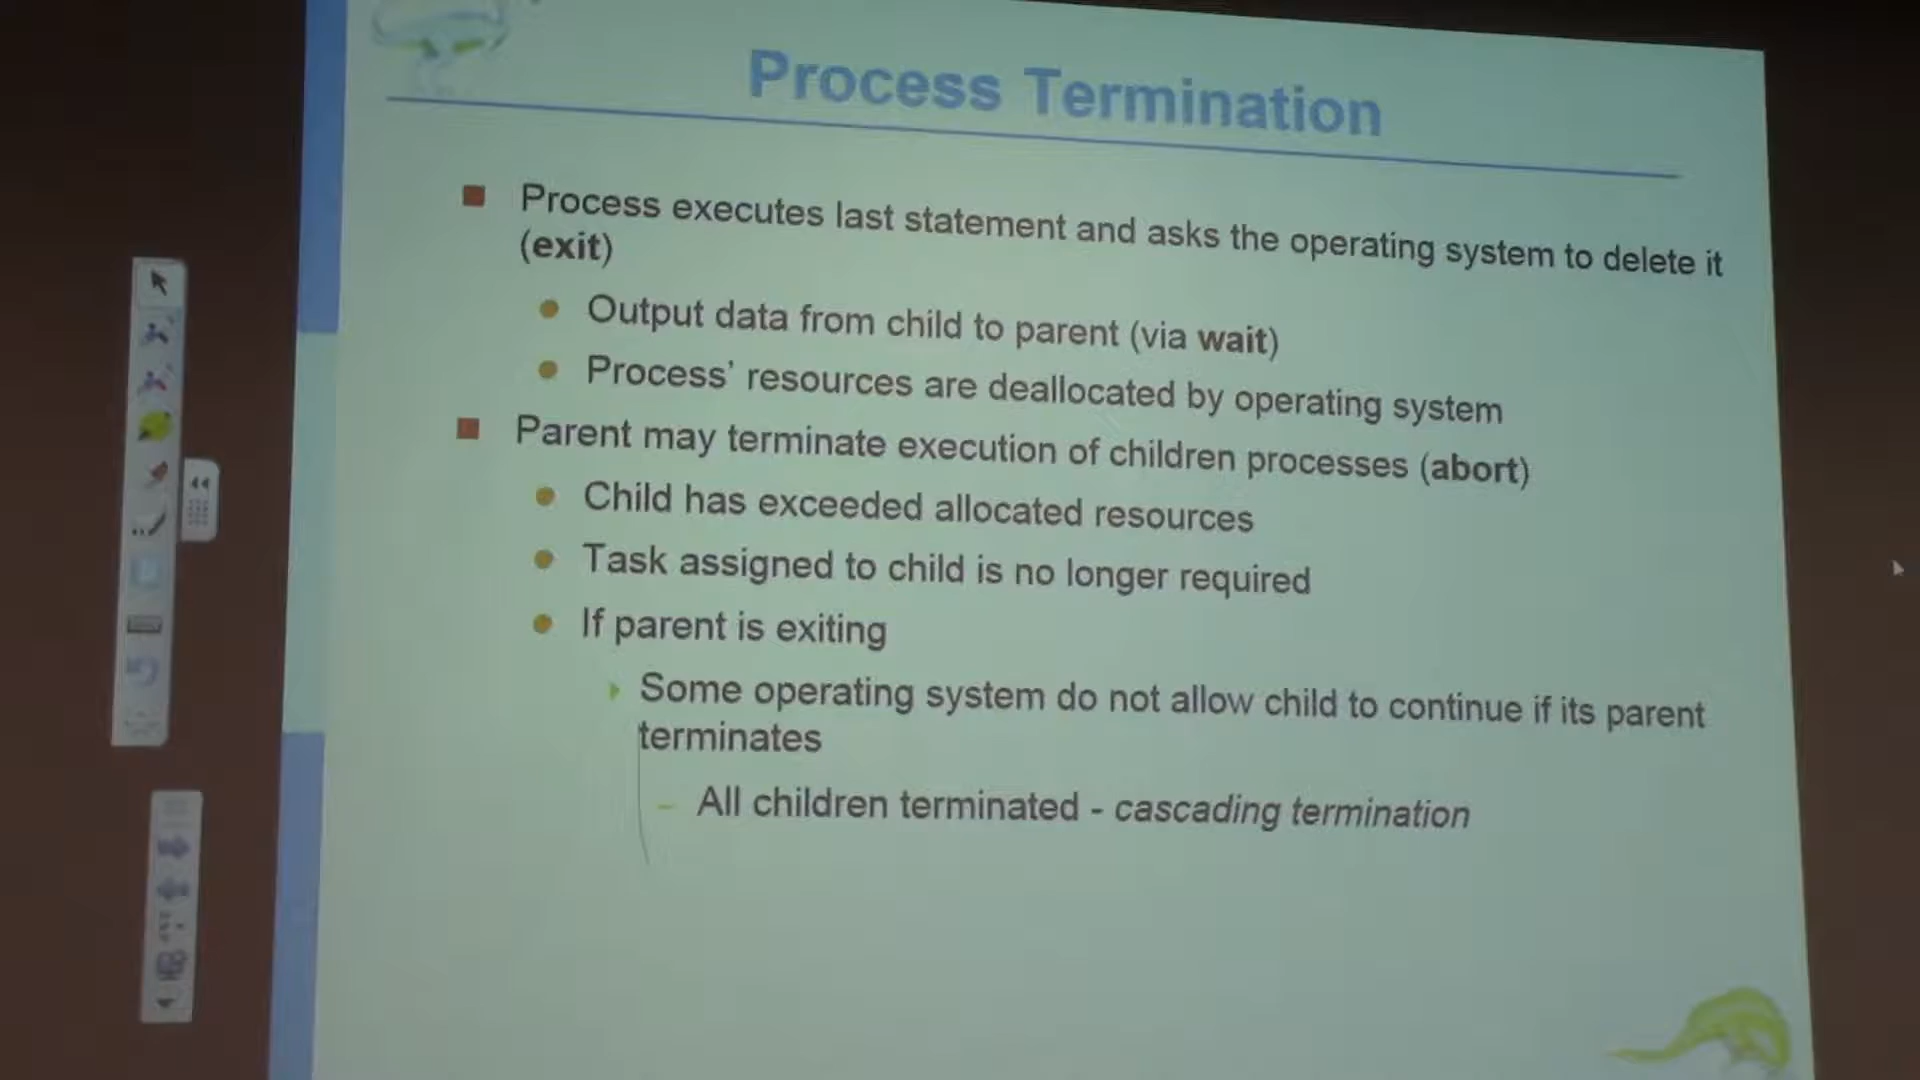 Process Termination
Process executes last statement and asks the operating system to delete it
(exit)
Output data from child to parent (via wait)
Process' resources are deallocated by operating system
Parent may terminate execution of children processes (abort)
Child has exceeded allocated resources
Task assigned to child is no longer required
If parent is exiting
Some operating system do not allow child to continue if its parent
terminates
All children terminated - cascading termination